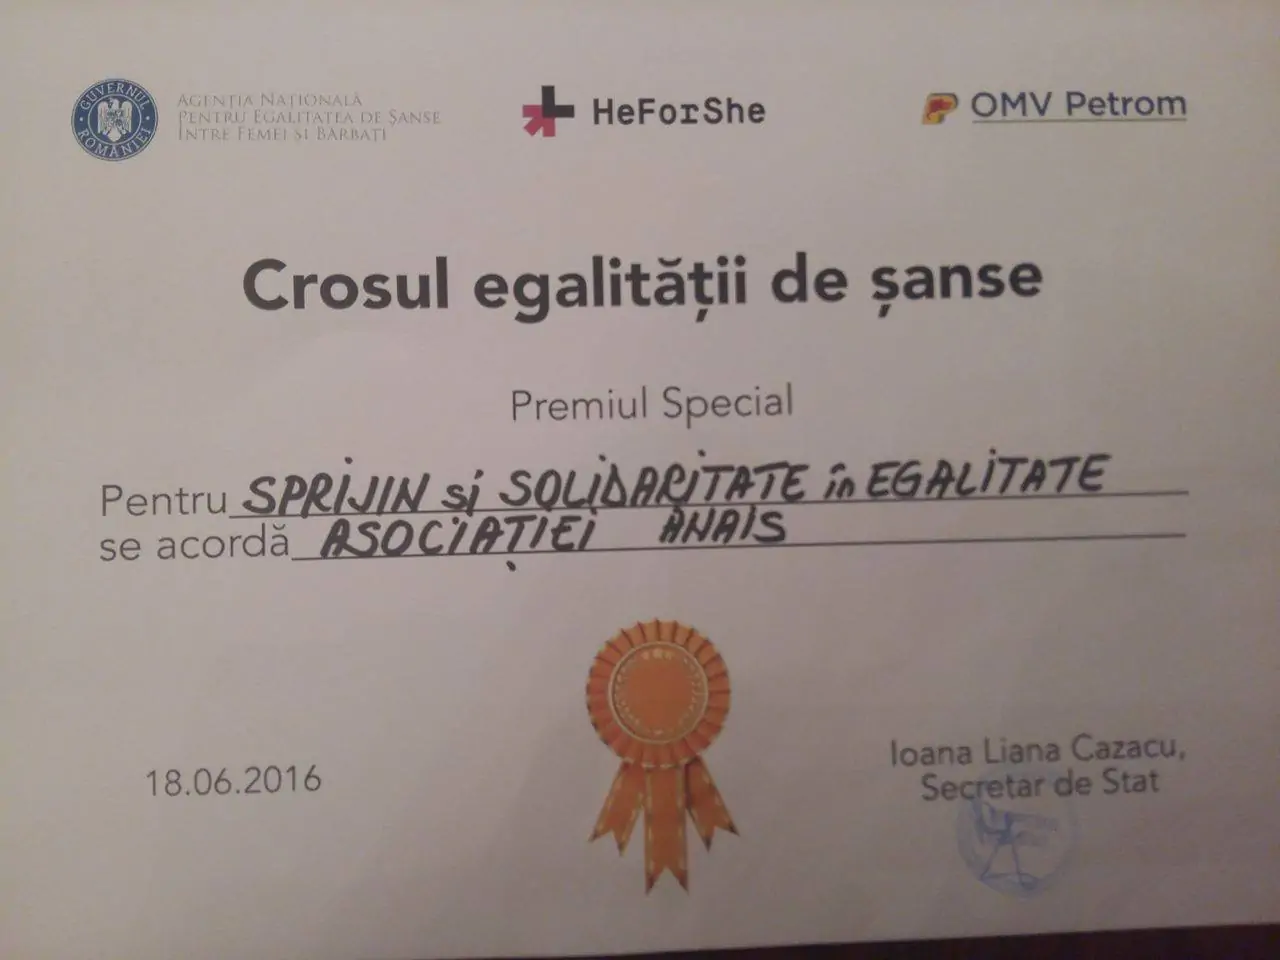 GUVERNUL ROMÂNIEI
AGENȚIA NAȚIONALĂ
PENTRU EGALITATEA DE ȘANSE
ÎNTRE FEMEI ȘI BĂRBAȚI
HeForShe
OMV Petrom
Crosul egalității de șanse
Premiul Special
Pentru SPRIJIN si SOLIDARITATE în EGALITATE
se acordă ASOCIAȚIEI ANAIS
18.06.2016
Ioana Liana Cazacu,
Secretar de Stat